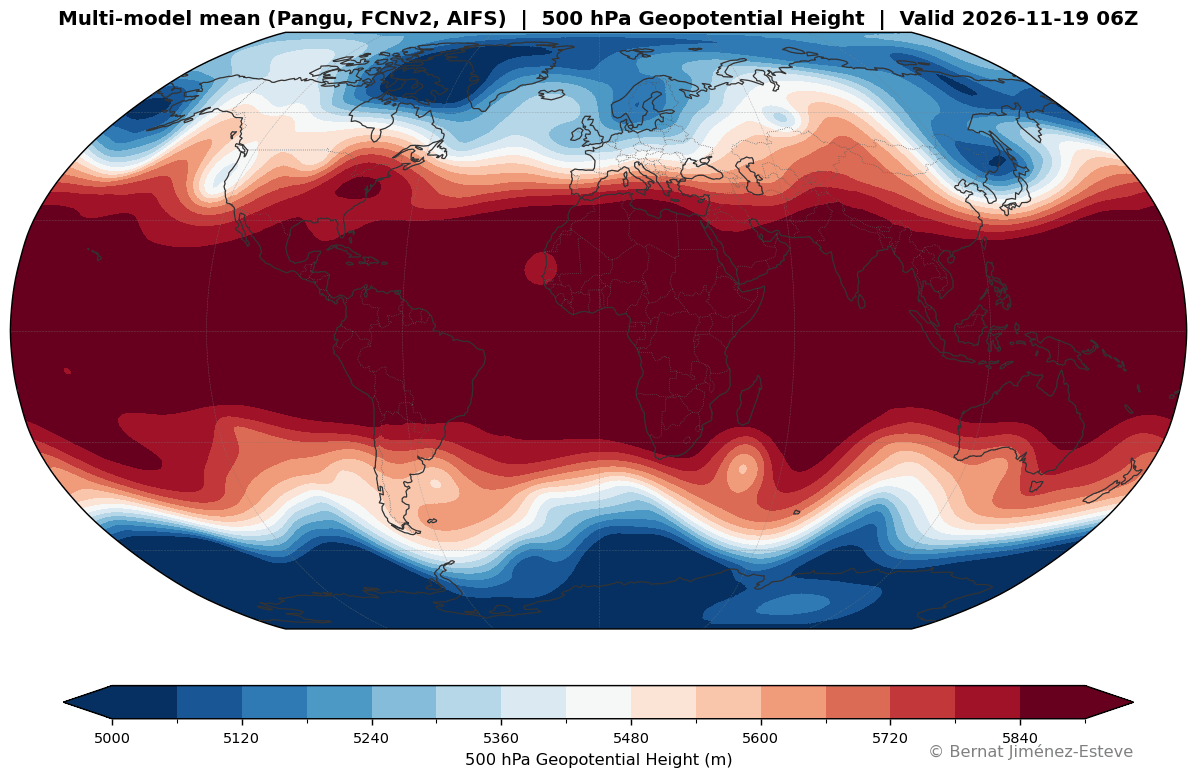 Multi-model mean (Pangu, FCNv2, AIFS)  |  500 hPa Geopotential Height  |  Valid 2026-11-19 06Z
5000 5120 5240 5360 5480 5600 5720 5840
500 hPa Geopotential Height (m)
© Bernat Jiménez-Esteve